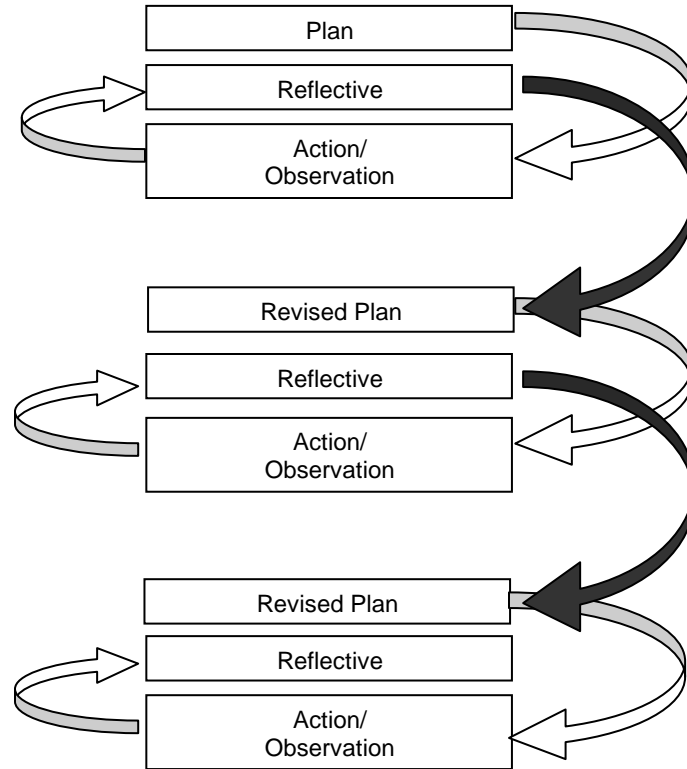 Plan
Reflective
Action/
Observation
Revised Plan
Reflective
Action/
Observation
Revised Plan
Reflective
Action/
Observation